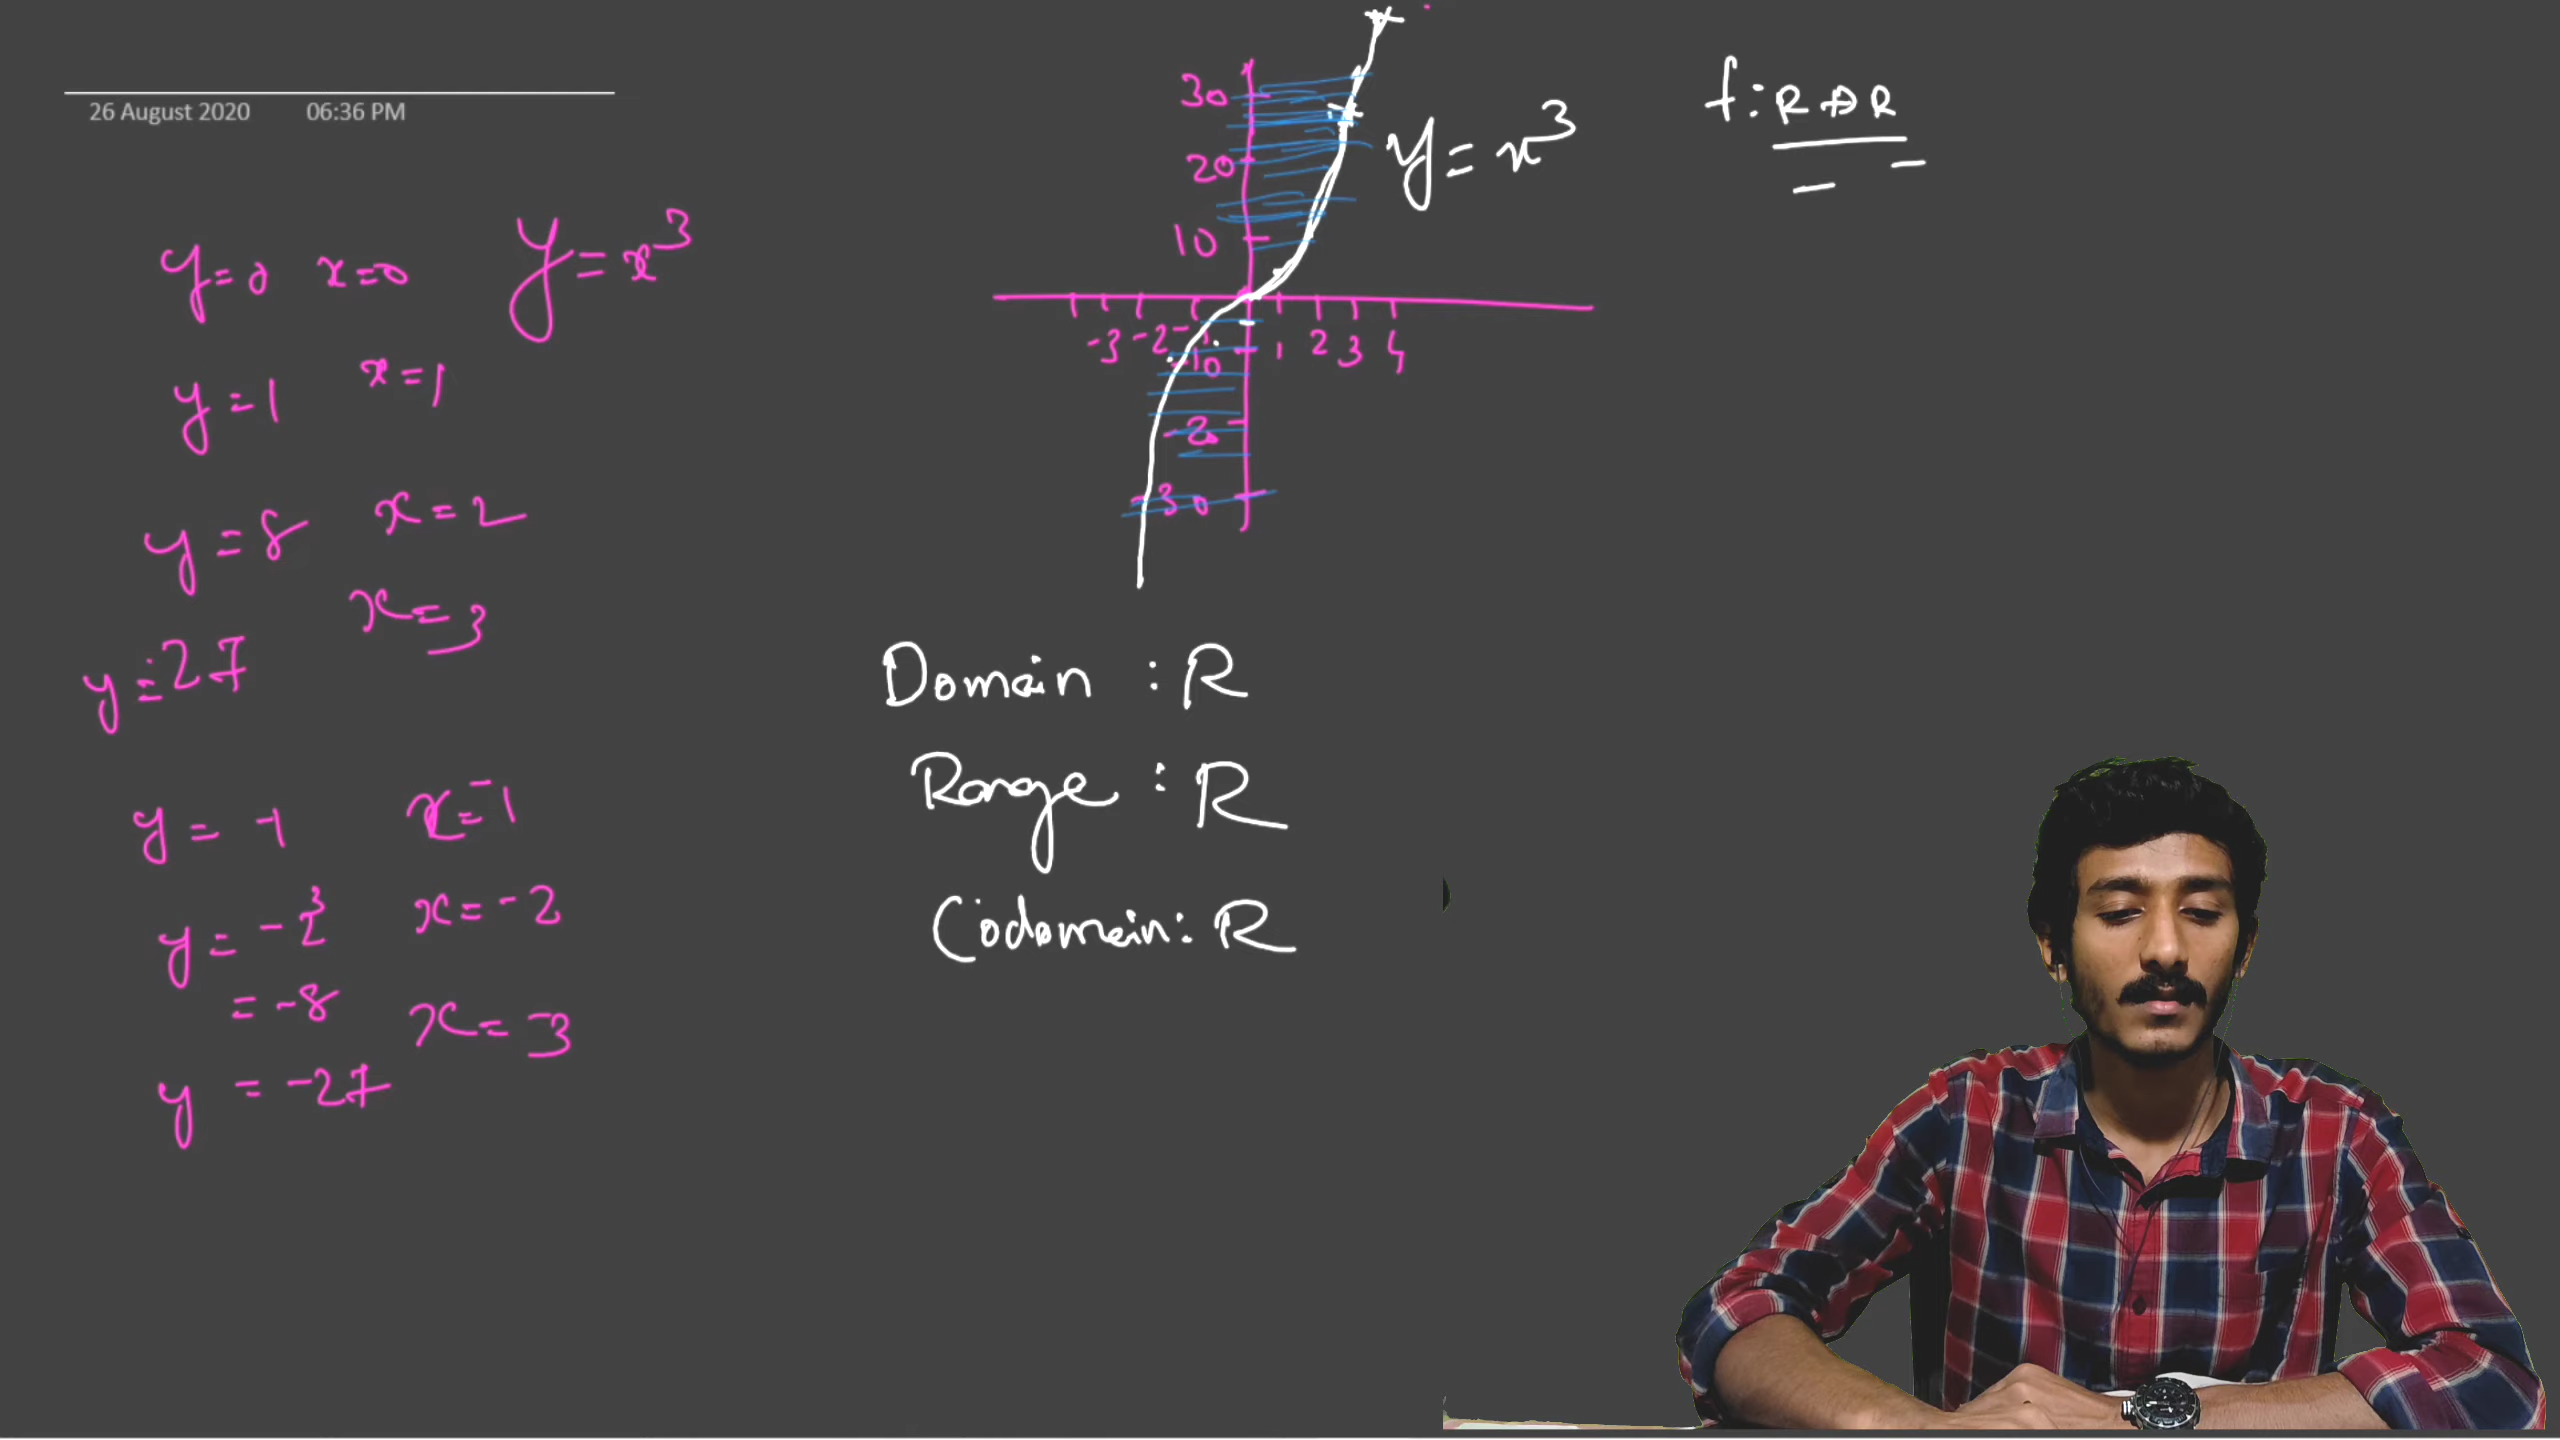 26 August 2020 06:36 PM
y=0 x=0 y=x³
y=1 x=1
y=8 x=2
y=27 x=3
y=-1 x=-1
y=-2³ x=-2
=-8
x=-3
y=-27
30
20
10
-3 -2 -1 1 2 3 4
-10
-20
-30
y=x³
f:R→R
Domain : R
Range : R
Codomain: R